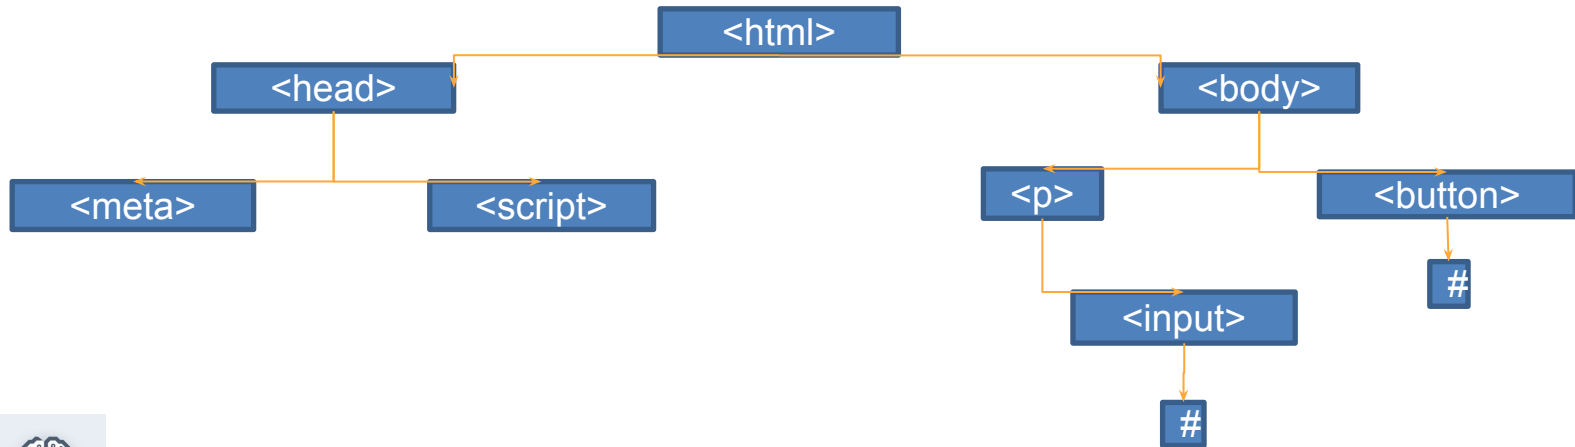 <html>
<head>
<body>
<meta>
<script>
<p>
<button>
#
<input>
#